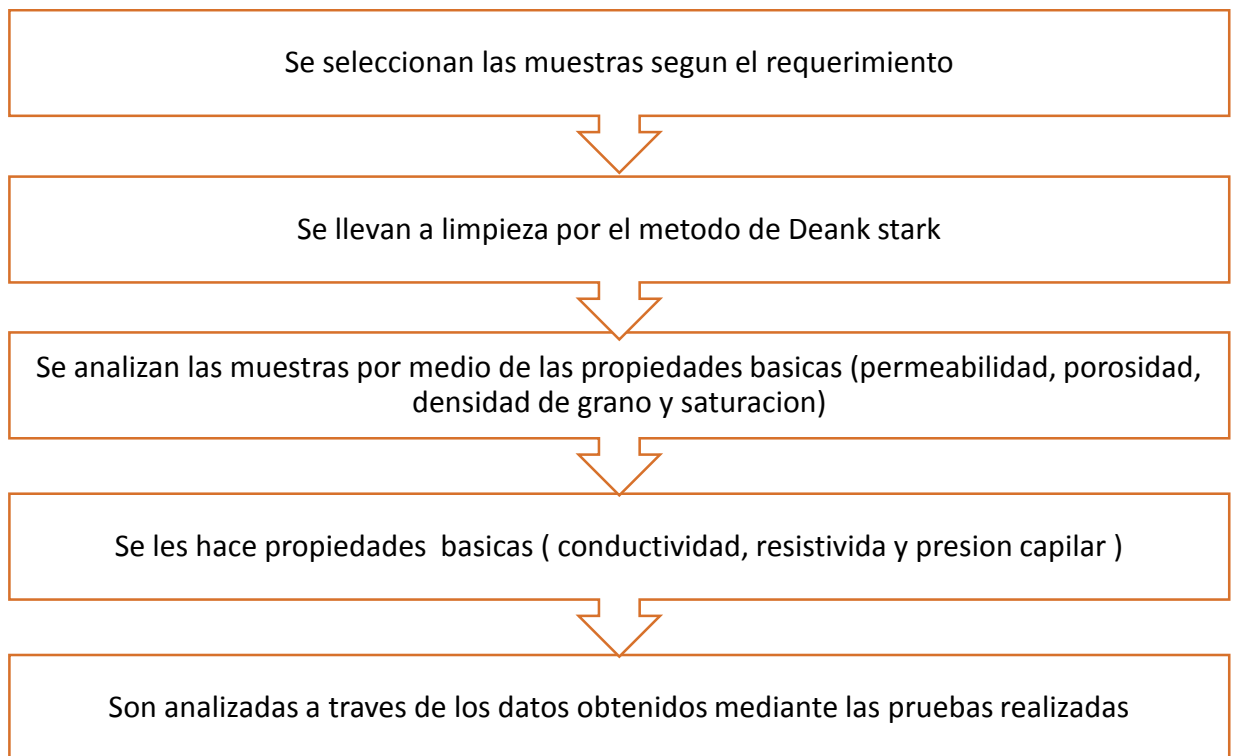 Se seleccionan las muestras segun el requerimiento
Se llevan a limpieza por el metodo de Deank stark
Se analizan las muestras por medio de las propiedades basicas (permeabilidad, porosidad,
densidad de grano y saturacion)
Se les hace propiedades  basicas ( conductividad, resistivida y presion capilar )
Son analizadas a traves de los datos obtenidos mediante las pruebas realizadas